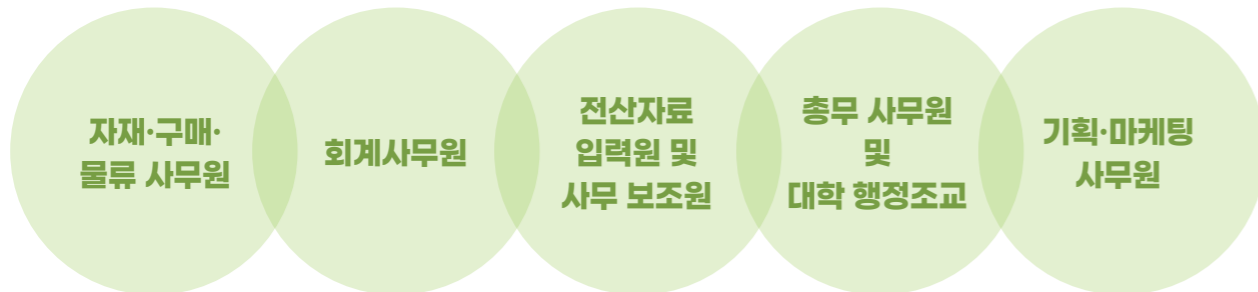 자재·구매·
물류 사무원
회계사무원
전산자료
입력원 및
사무 보조원
총무 사무원
및
대학 행정조교
기획·마케팅
사무원